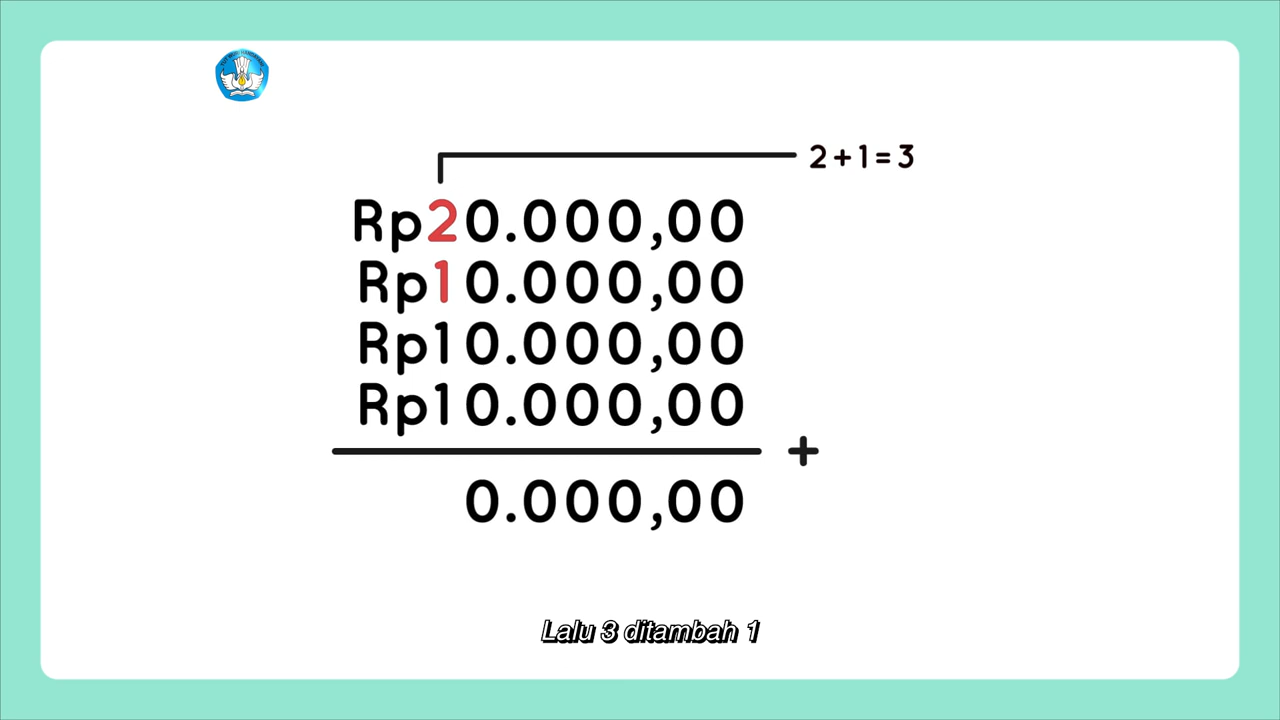 2+1=3
Rp20.000,00
Rp10.000,00
Rp10.000,00
Rp10.000,00
+
0.000,00
Lalu 3 ditambah 1